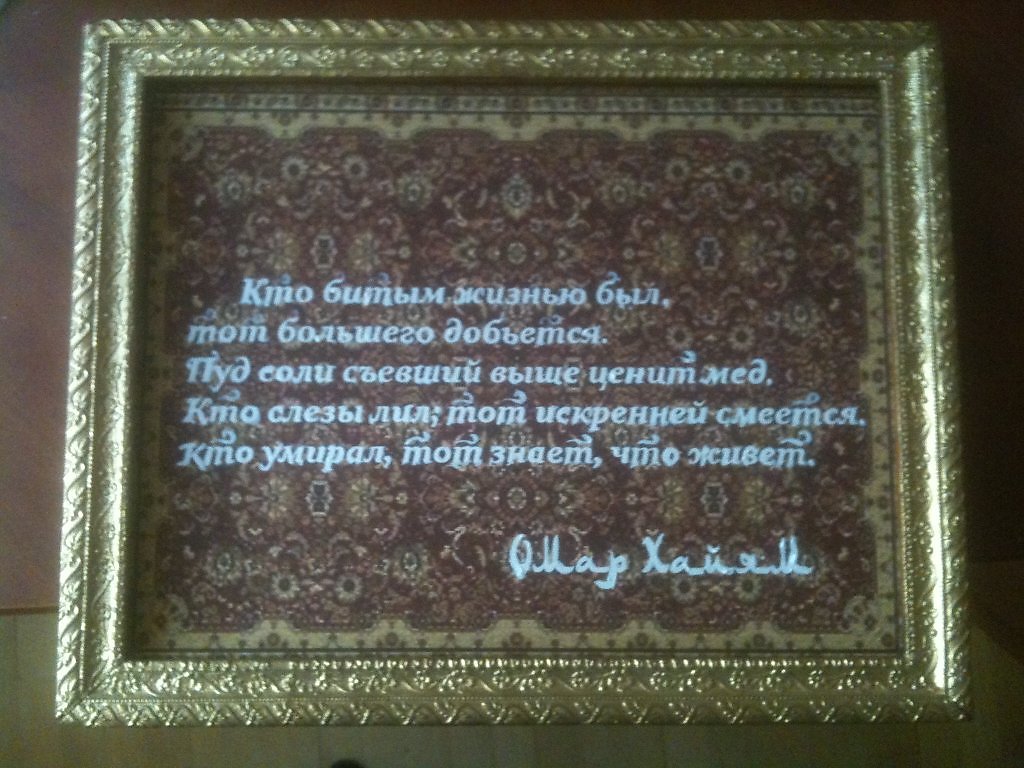 Кто битым жизнью был,
тот большего добьется.
Пуд соли съевший выше ценит мед.
Кто слезы лил, тот искренней смеется.
Кто умирал, тот знает, что живет.
Омар Хайям